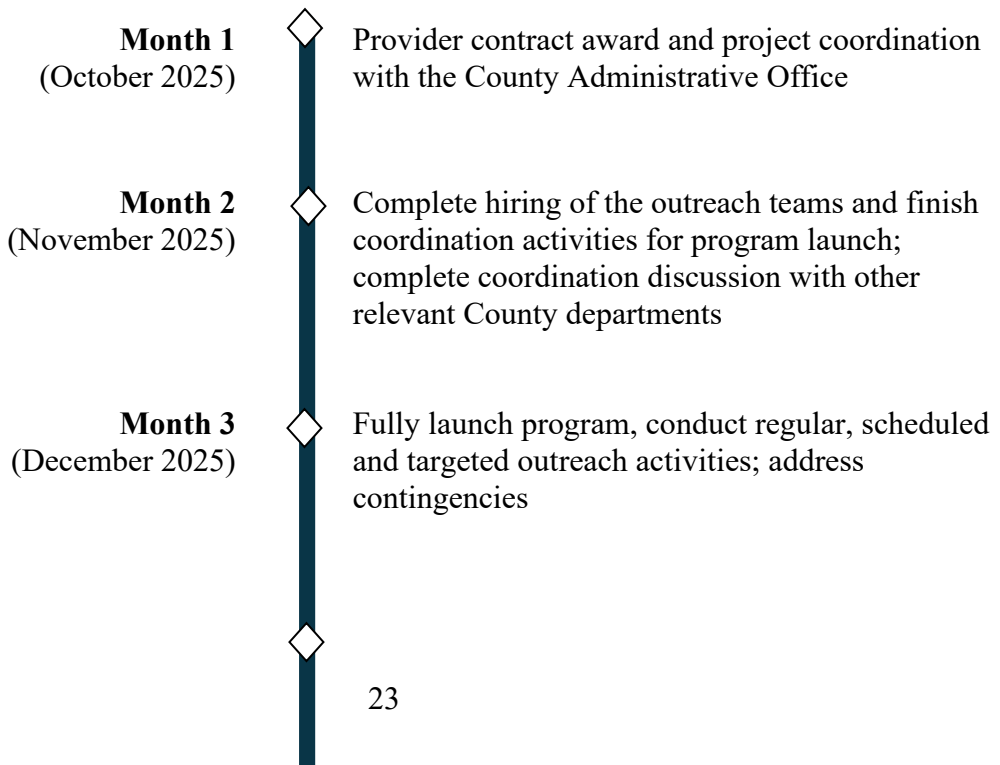 Month 1
(October 2025)
Provider contract award and project coordination
with the County Administrative Office
Month 2
(November 2025)
Complete hiring of the outreach teams and finish
coordination activities for program launch;
complete coordination discussion with other
relevant County departments
Month 3
(December 2025)
Fully launch program, conduct regular, scheduled
and targeted outreach activities; address
contingencies
23